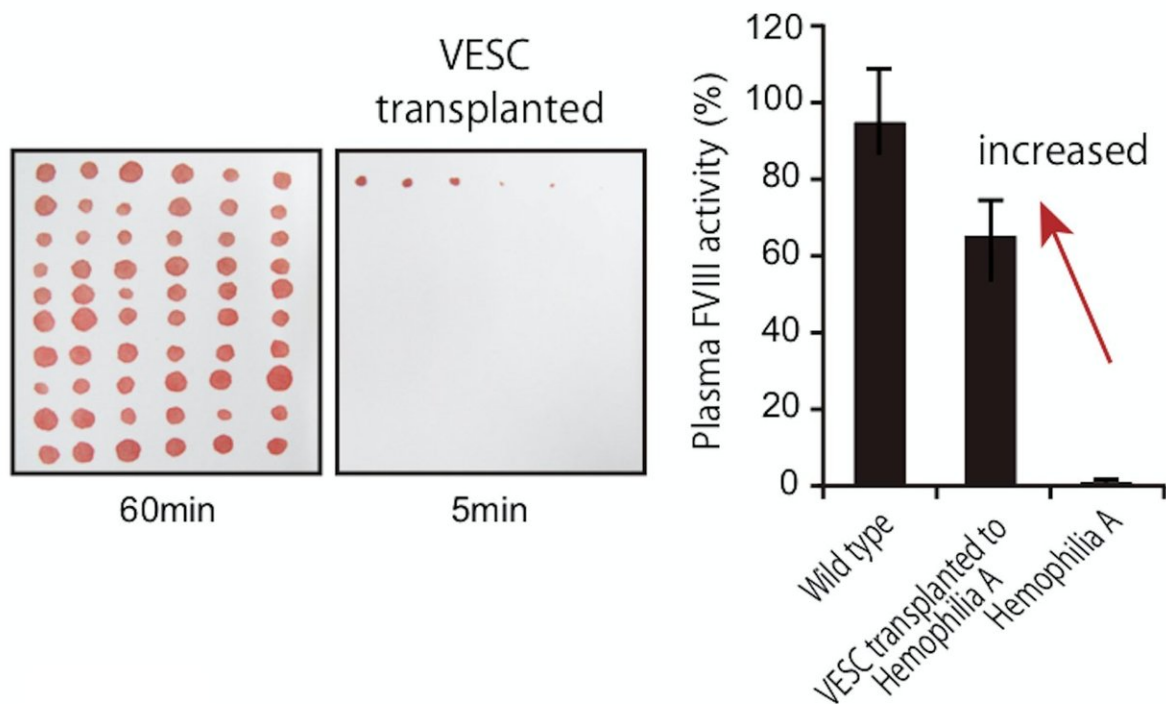 VESC
transplanted
60min
5min
Plasma FVIII activity (%)
120
100
80
60
40
20
0
increased
Wild type
VESC transplanted to
Hemophilia A
Hemophilia A